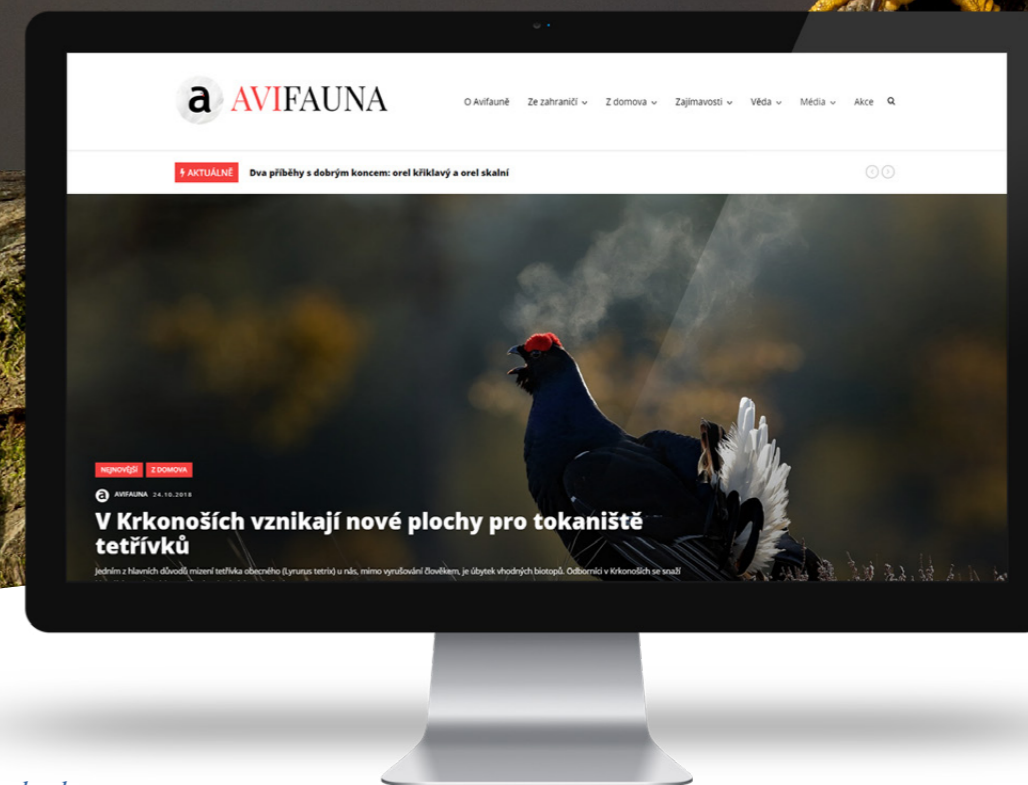 a AVIFAUNA
O Avifauně Ze zahraničí Z domova Zajímavosti Věda Média Akce
AKTUÁLNĚ Dva příběhy s dobrým koncem: orel křiklavý a orel skalní
NEJNOVĚJŠÍ Z DOMOVA
a AVIFAUNA 24.10.2018
V Krkonoších vznikají nové plochy pro tokaniště
tetřívků
Jedním z hlavních důvodů mizení tetřívka obecného (Lyrurus tetrix) u nás, mimo vyrušování člověkem, je úbytek vhodných biotopů. Odborníci v Krkonoších se snaží